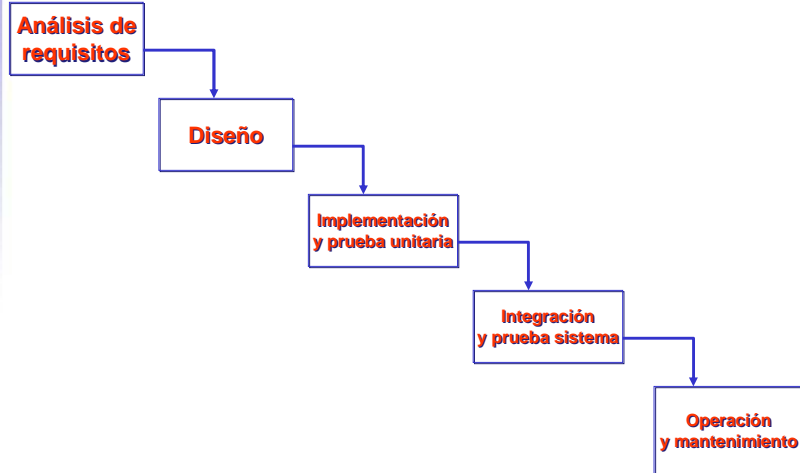 Análisis de
requisitos
Diseño
Implementación
y prueba unitaria
Integración
y prueba sistema
Operación
y mantenimiento